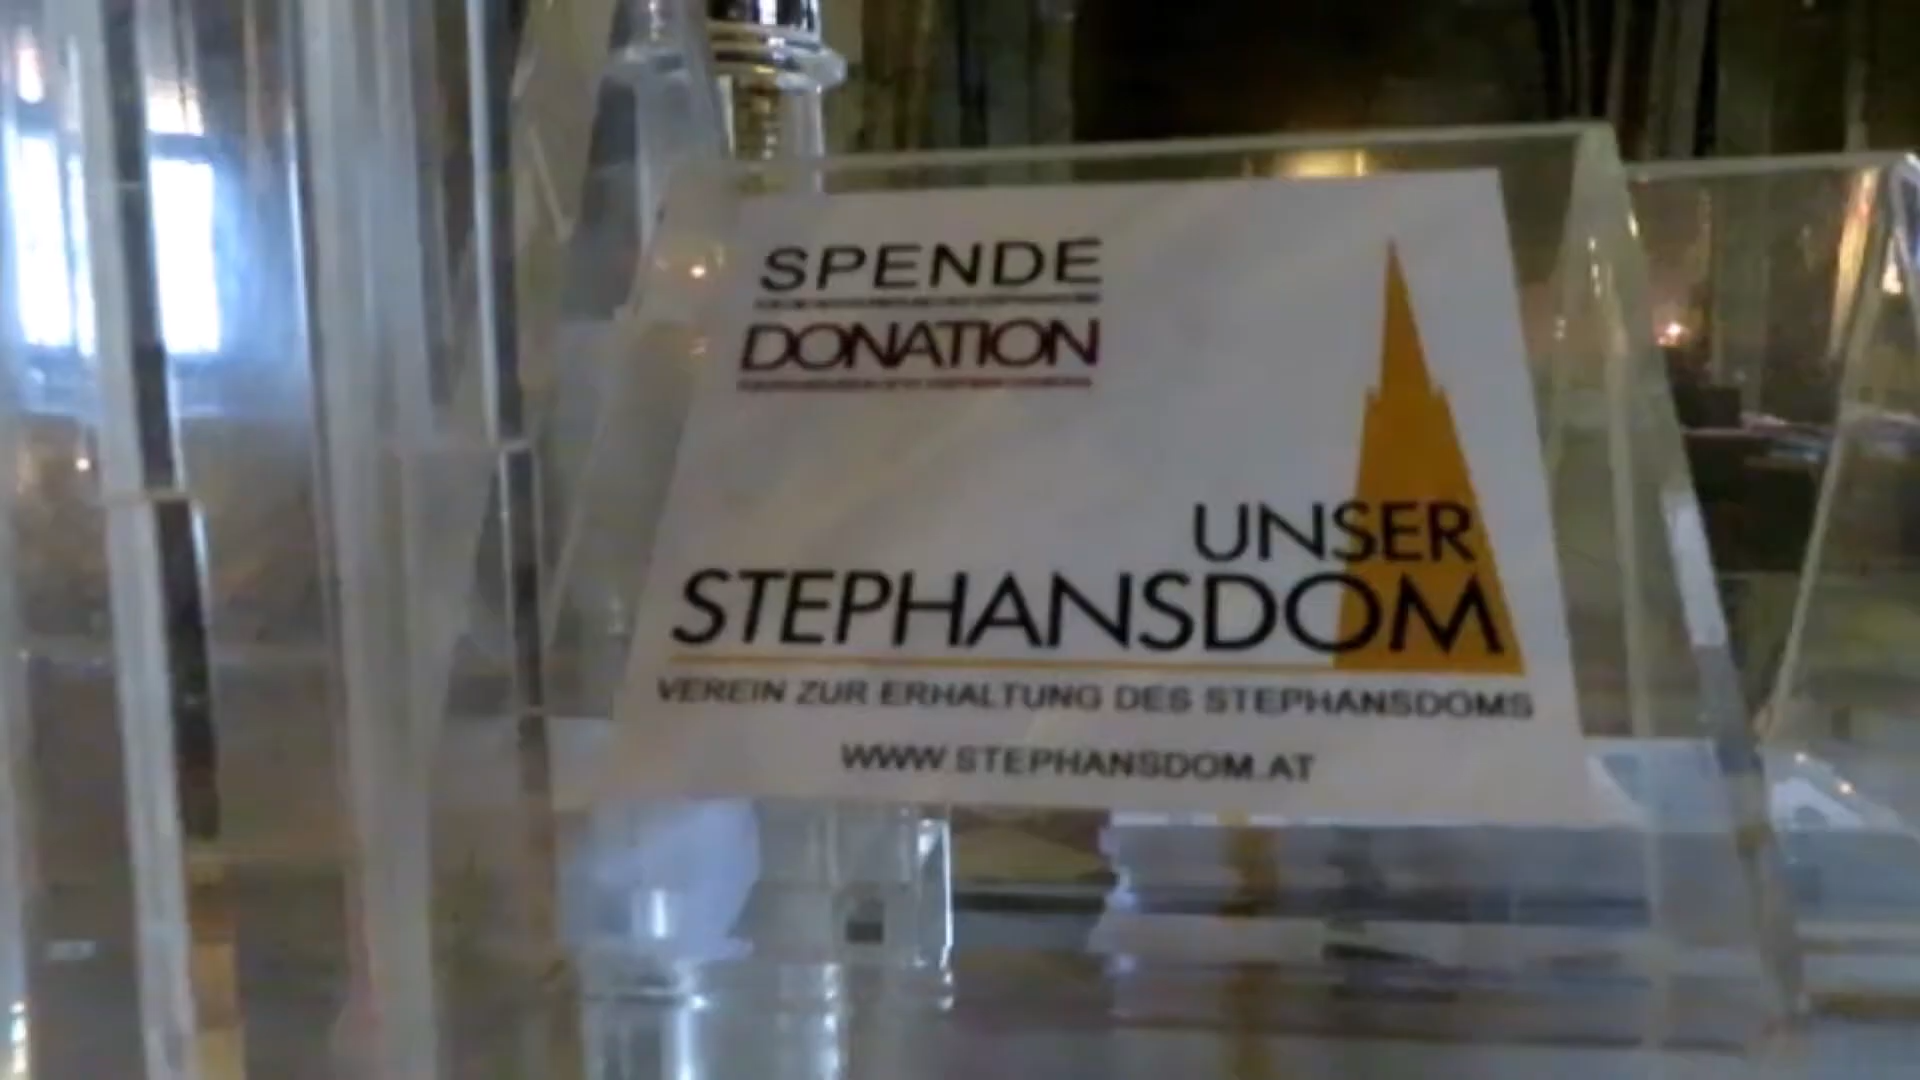 SPENDE
DONATION
UNSER
STEPHANSDOM
VEREIN ZUR ERHALTUNG DES STEPHANSDOMS
WWW.STEPHANSDOM.AT